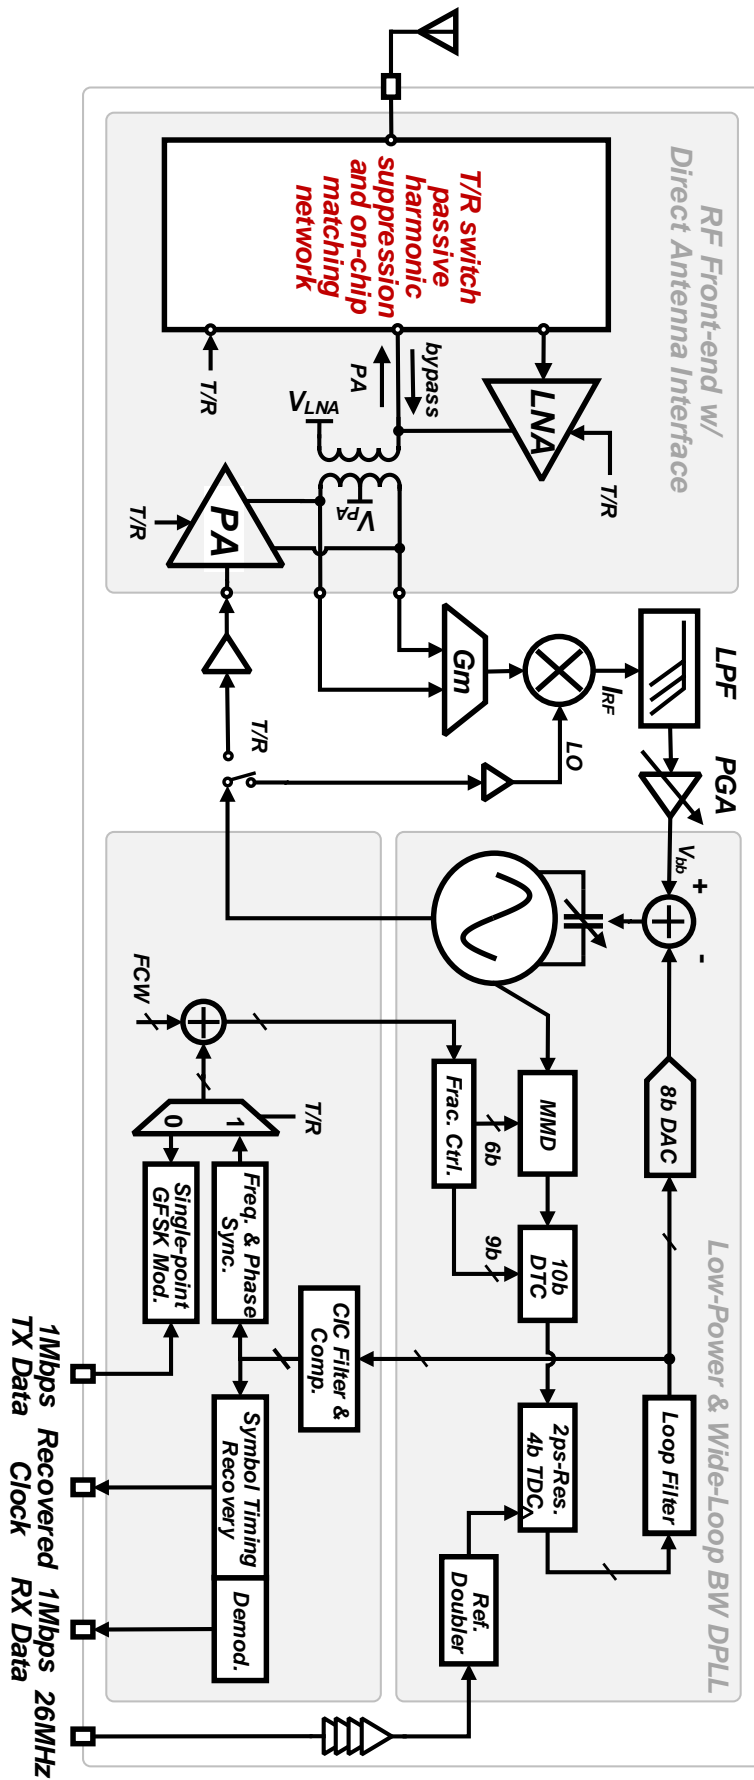 RF Front-end w/
Direct Antenna Interface
T/R switch
passive
harmonic
suppression
and on-chip
matching
network
T/R
PA
bypass
LNA
T/R
VLNA
VPA
PA
T/R
Gm
LO
IRF
LPF
PGA
T/R
Vbb
+
-
Low-Power & Wide-Loop BW DPLL
8b DAC
MMD
Frac. Ctrl.
6b
9b
10b
DTC
2ps-Res.
4b TDC
Loop Filter
Ref.
Doubler
FCW
T/R
1
0
Freq. & Phase
Sync.
Single-point
GFSK Mod.
CIC Filter &
Comp.
Symbol Timing
Recovery
Demod.
1Mbps
TX Data
Recovered
Clock
1Mbps
RX Data
26MHz